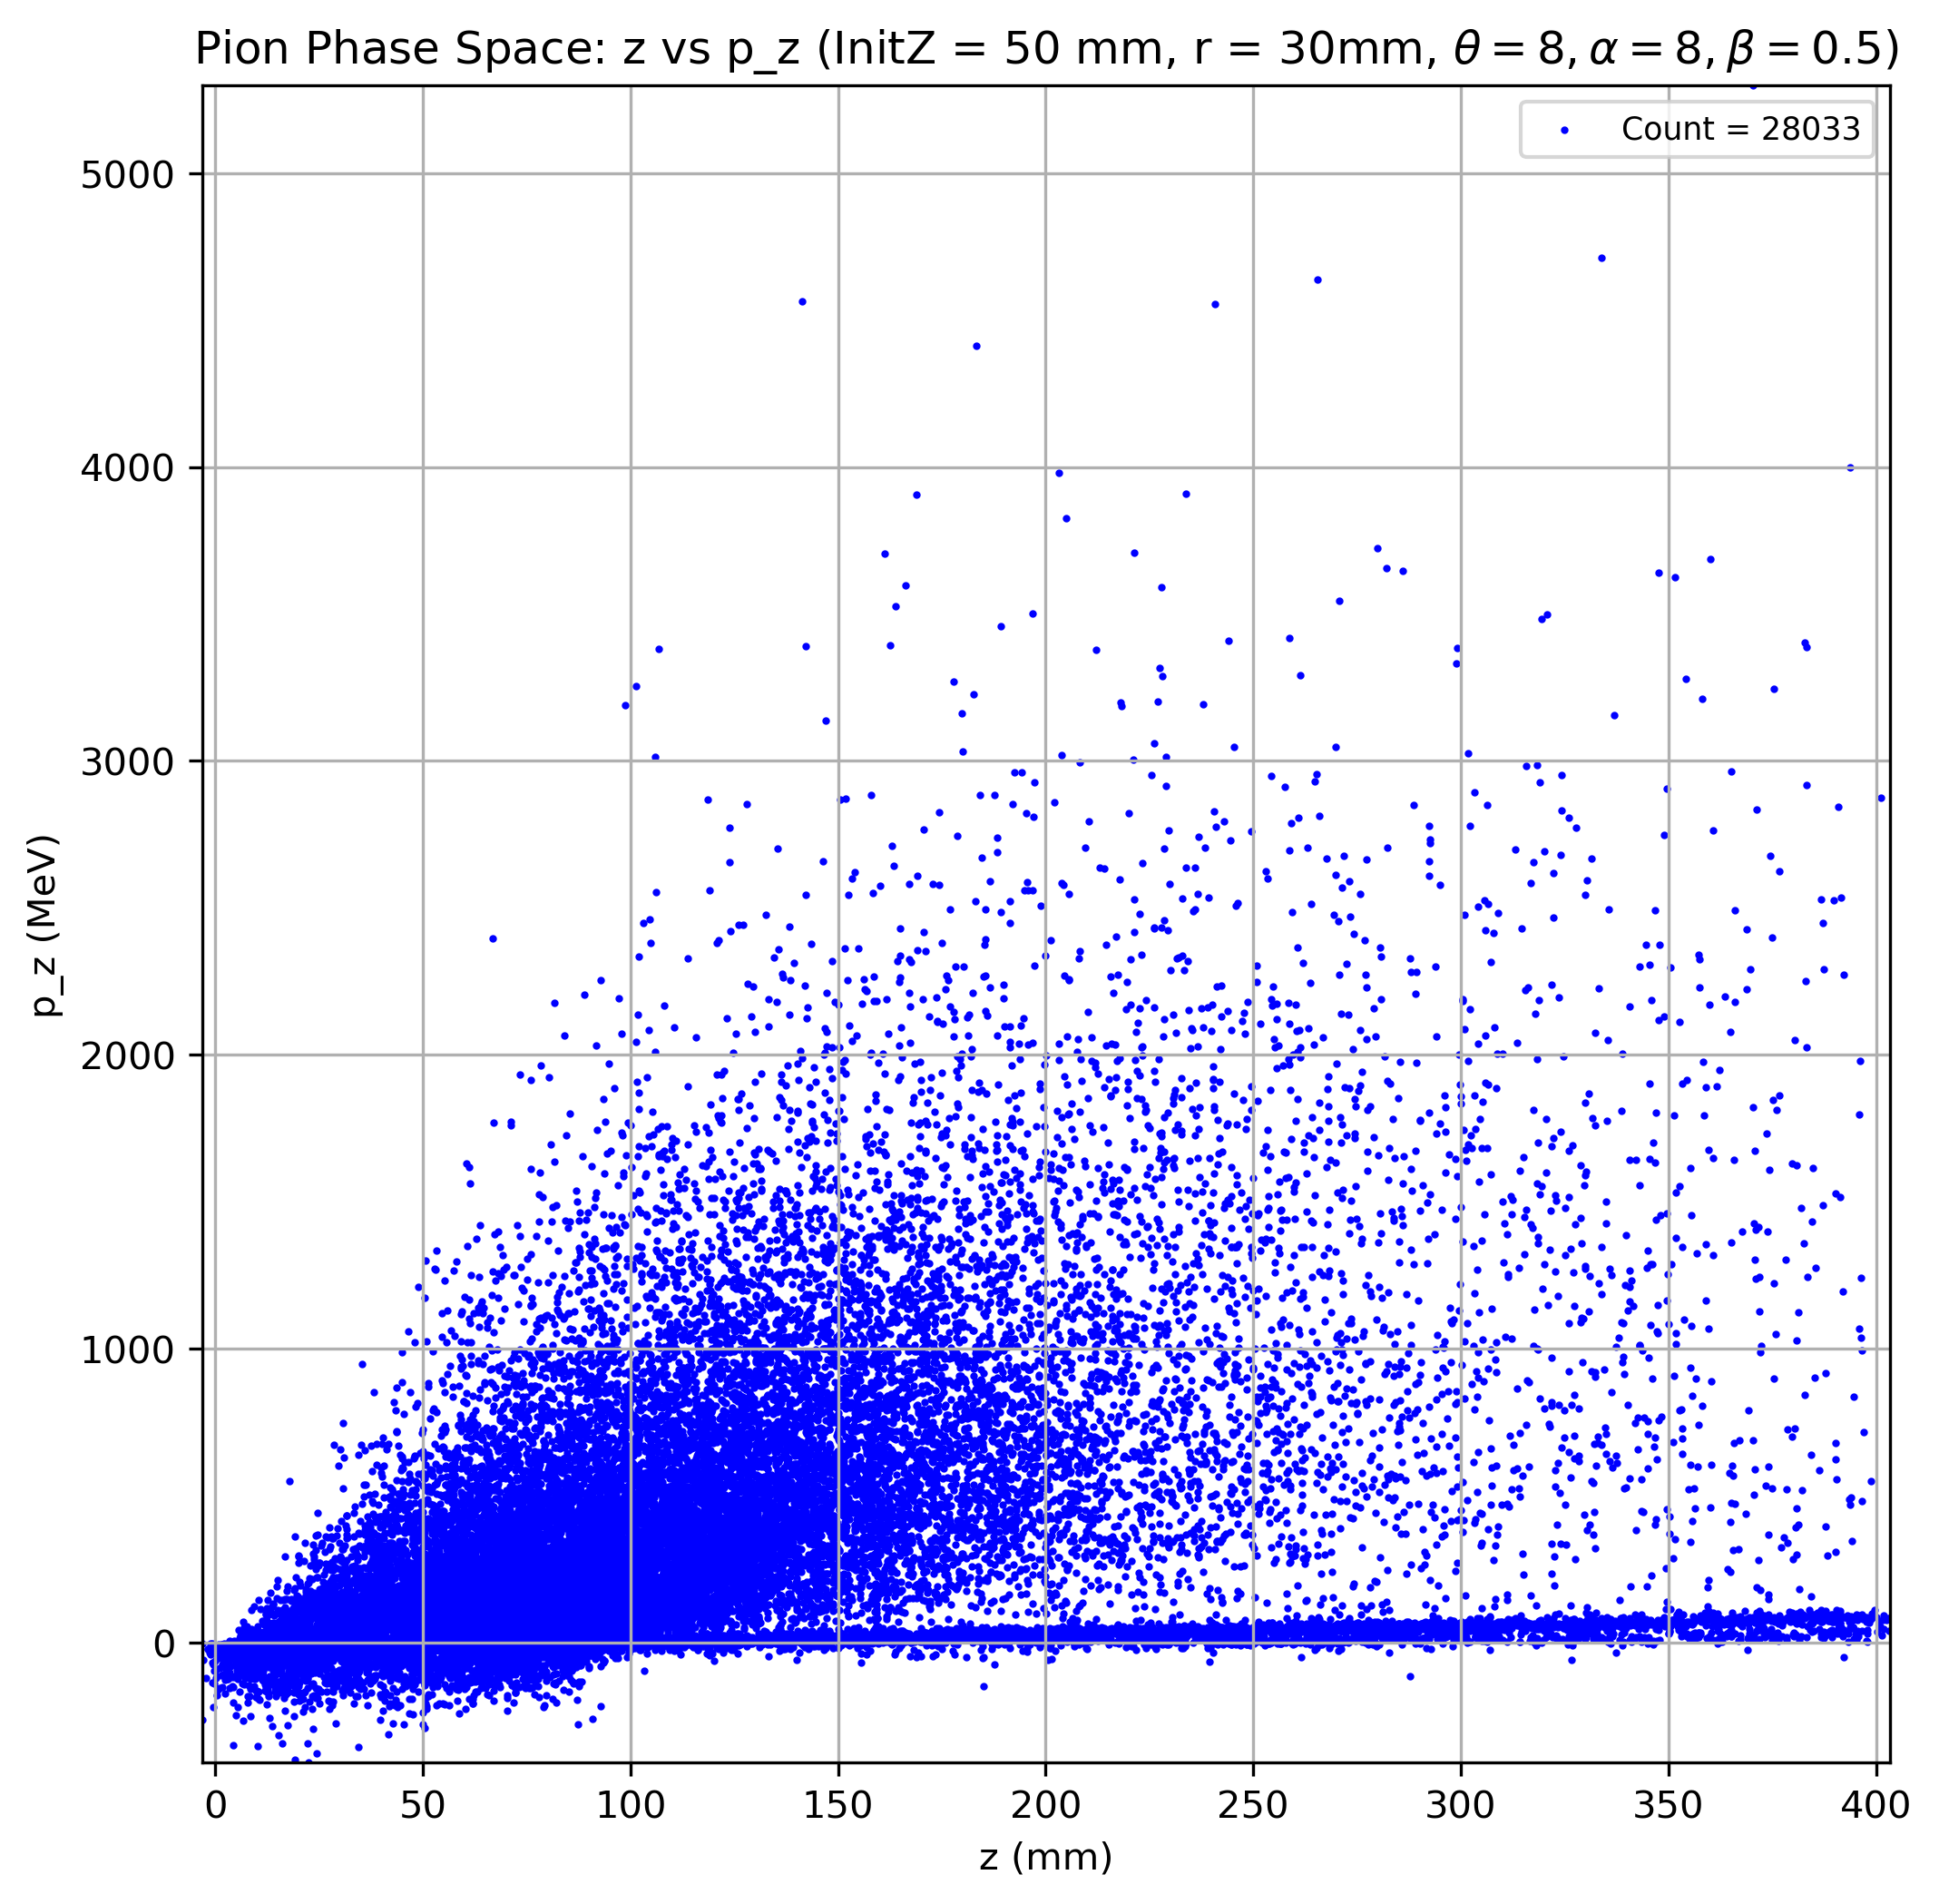 Pion Phase Space: z vs p_z (InitZ = 50 mm, r = 30mm, θ = 8, α = 8, β = 0.5)
Count = 28033
5000
4000
3000
2000
1000
0
p_z (MeV)
0 50 100 150 200 250 300 350 400
z (mm)